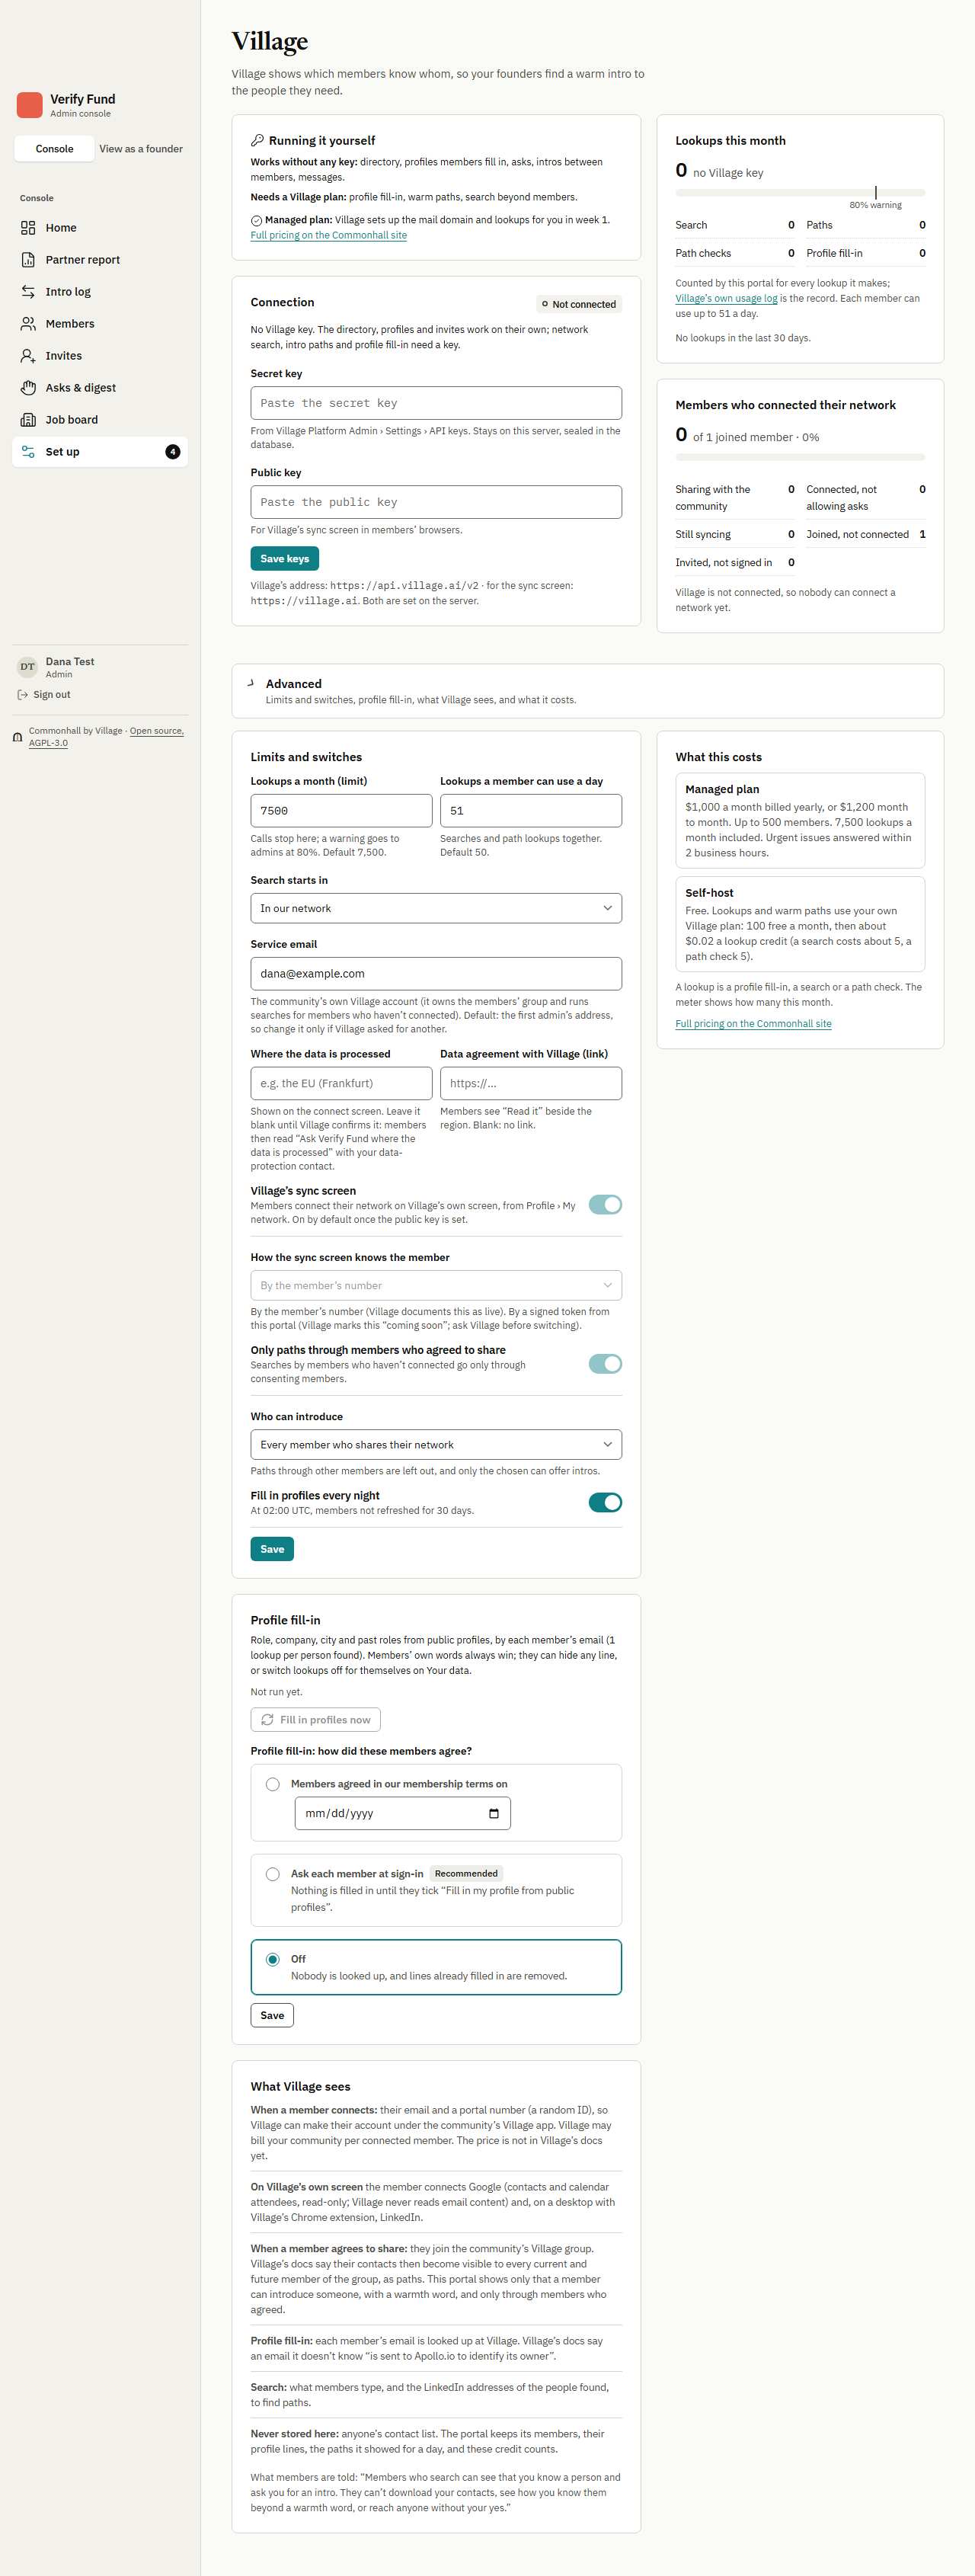 Verify Fund
Admin console
Console
View as a founder
Console
Home
Partner report
Intro log
Members
Invites
Asks & digest
Job board
Set up
4
DT
Dana Test
Admin
Sign out
Commonhall by Village · Open source,
AGPL-3.0
Village
Village shows which members know whom, so your founders find a warm intro to
the people they need.
Running it yourself
Works without any key: directory, profiles members fill in, asks, intros between
members, messages.
Needs a Village plan: profile fill-in, warm paths, search beyond members.
Managed plan: Village sets up the mail domain and lookups for you in week 1.
Full pricing on the Commonhall site
Connection
Not connected
No Village key. The directory, profiles and invites work on their own; network
search, intro paths and profile fill-in need a key.
Secret key
Paste the secret key
From Village Platform Admin › Settings › API keys. Stays on this server, sealed in the
database.
Public key
Paste the public key
For Village’s sync screen in members’ browsers.
Save keys
Village’s address: https://api.village.ai/v2 · for the sync screen:
https://village.ai. Both are set on the server.
Lookups this month
0 no Village key
80% warning
Search 0 Paths 0
Path checks 0 Profile fill-in 0
Counted by this portal for every lookup it makes;
Village’s own usage log is the record. Each member can
use up to 51 a day.
No lookups in the last 30 days.
Members who connected their network
0 of 1 joined member · 0%
Sharing with the
community
0
Connected, not
allowing asks
0
Still syncing 0 Joined, not connected 1
Invited, not signed in 0
Village is not connected, so nobody can connect a
network yet.
Advanced
Limits and switches, profile fill-in, what Village sees, and what it costs.
Limits and switches
Lookups a month (limit)
7500
Calls stop here; a warning goes to
admins at 80%. Default 7,500.
Lookups a member can use a day
51
Searches and path lookups together.
Default 50.
Search starts in
In our network
Service email
dana@example.com
The community’s own Village account (it owns the members’ group and runs
searches for members who haven’t connected). Default: the first admin’s address,
so change it only if Village asked for another.
Where the data is processed
e.g. the EU (Frankfurt)
Shown on the connect screen. Leave it
blank until Village confirms it: members
then read “Ask Verify Fund where the
data is processed” with your data-
protection contact.
Data agreement with Village (link)
https://...
Members see “Read it” beside the
region. Blank: no link.
Village’s sync screen
Members connect their network on Village’s own screen, from Profile › My
network. On by default once the public key is set.
How the sync screen knows the member
By the member’s number
By the member’s number (Village documents this as live). By a signed token from
this portal (Village marks this “coming soon”; ask Village before switching).
Only paths through members who agreed to share
Searches by members who haven’t connected go only through
consenting members.
Who can introduce
Every member who shares their network
Paths through other members are left out, and only the chosen can offer intros.
Fill in profiles every night
At 02:00 UTC, members not refreshed for 30 days.
Save
What this costs
Managed plan
$1,000 a month billed yearly, or $1,200 month
to month. Up to 500 members. 7,500 lookups a
month included. Urgent issues answered within
2 business hours.
Self-host
Free. Lookups and warm paths use your own
Village plan: 100 free a month, then about
$0.02 a lookup credit (a search costs about 5, a
path check 5).
A lookup is a profile fill-in, a search or a path check. The
meter shows how many this month.
Full pricing on the Commonhall site
Profile fill-in
Role, company, city and past roles from public profiles, by each member’s email (1
lookup per person found). Members’ own words always win; they can hide any line,
or switch lookups off for themselves on Your data.
Not run yet.
Fill in profiles now
Profile fill-in: how did these members agree?
Members agreed in our membership terms on
mm/dd/yyyy
Ask each member at sign-in Recommended
Nothing is filled in until they tick “Fill in my profile from public
profiles”.
Off
Nobody is looked up, and lines already filled in are removed.
Save
What Village sees
When a member connects: their email and a portal number (a random ID), so
Village can make their account under the community’s Village app. Village may
bill your community per connected member. The price is not in Village’s docs
yet.
On Village’s own screen the member connects Google (contacts and calendar
attendees, read-only; Village never reads email content) and, on a desktop with
Village’s Chrome extension, LinkedIn.
When a member agrees to share: they join the community’s Village group.
Village’s docs say their contacts then become visible to every current and
future member of the group, as paths. This portal shows only that a member
can introduce someone, with a warmth word, and only through members who
agreed.
Profile fill-in: each member’s email is looked up at Village. Village’s docs say
an email it doesn’t know “is sent to Apollo.io to identify its owner”.
Search: what members type, and the LinkedIn addresses of the people found,
to find paths.
Never stored here: anyone’s contact list. The portal keeps its members, their
profile lines, the paths it showed for a day, and these credit counts.
What members are told: “Members who search can see that you know a person and
ask you for an intro. They can’t download your contacts, see how you know them
beyond a warmth word, or reach anyone without your yes.”